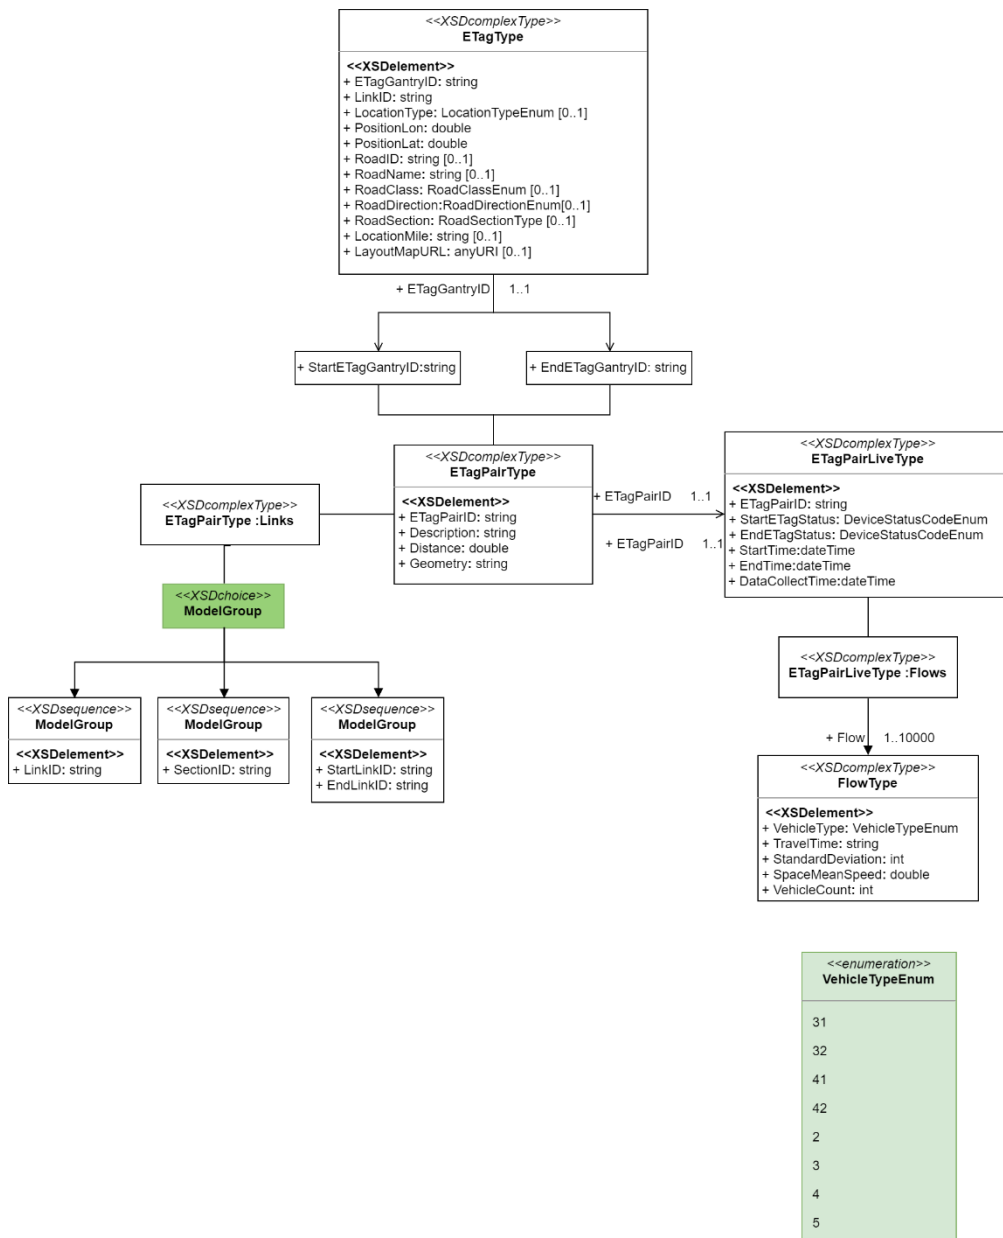 <<XSDcomplexType>>
ETagType
<<XSDelement>>
+ ETagGantryID: string
+ LinkID: string
+ LocationType: LocationTypeEnum [0..1]
+ PositionLon: double
+ PositionLat: double
+ RoadID: string [0..1]
+ RoadName: string [0..1]
+ RoadClass: RoadClassEnum [0..1]
+ RoadDirection:RoadDirectionEnum[0..1]
+ RoadSection: RoadSectionType [0..1]
+ LocationMile: string [0..1]
+ LayoutMapURL: anyURI [0..1]
+ ETagGantryID 1..1
+ StartETagGantryID:string
+ EndETagGantryID: string
<<XSDcomplexType>>
ETagPairType
<<XSDelement>>
+ ETagPairID: string
+ Description: string
+ Distance: double
+ Geometry: string
+ ETagPairID 1..1
+ ETagPairID 1..1
<<XSDcomplexType>>
ETagPairLiveType
<<XSDelement>>
+ ETagPairID: string
+ StartETagStatus: DeviceStatusCodeEnum
+ EndETagStatus: DeviceStatusCodeEnum
+ StartTime:dateTime
+ EndTime:dateTime
+ DataCollectTime:dateTime
<<XSDcomplexType>>
ETagPairType :Links
<<XSDchoice>>
ModelGroup
<<XSDsequence>>
ModelGroup
<<XSDelement>>
+ LinkID: string
<<XSDsequence>>
ModelGroup
<<XSDelement>>
+ SectionID: string
<<XSDsequence>>
ModelGroup
<<XSDelement>>
+ StartLinkID: string
+ EndLinkID: string
<<XSDcomplexType>>
ETagPairLiveType :Flows
+ Flow 1..10000
<<XSDcomplexType>>
FlowType
<<XSDelement>>
+ VehicleType: VehicleTypeEnum
+ TravelTime: string
+ StandardDeviation: int
+ SpaceMeanSpeed: double
+ VehicleCount: int
<<enumeration>>
VehicleTypeEnum
31
32
41
42
2
3
4
5